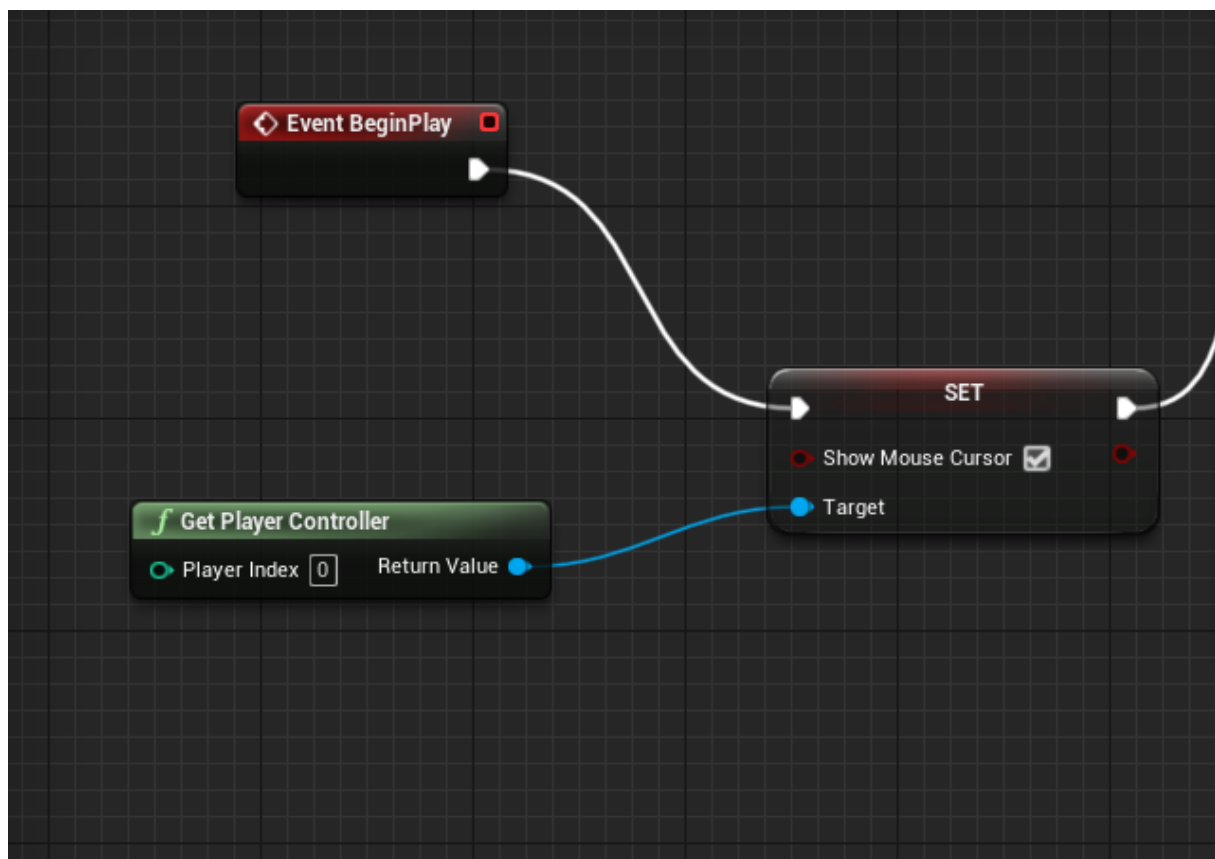 Event BeginPlay
SET
Show Mouse Cursor
Target
f Get Player Controller
Player Index 0 Return Value